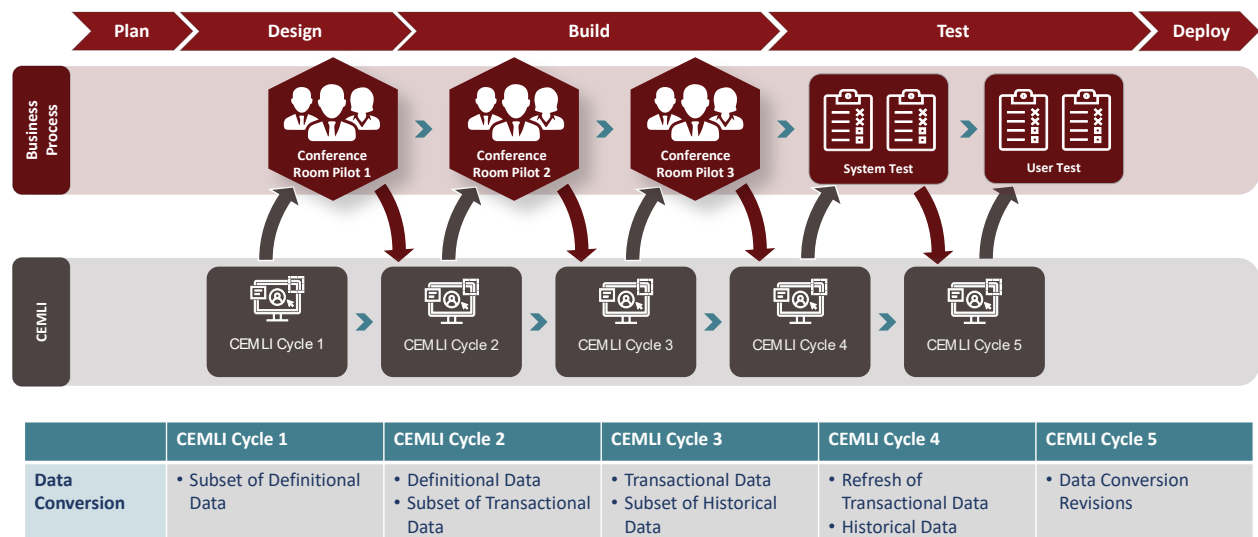 Plan
Design
Build
Test
Deploy
Business
Process
Conference
Room Pilot 1
Conference
Room Pilot 2
Conference
Room Pilot 3
System Test
User Test
CEMLI
CEMLI Cycle 1
CEMLI Cycle 2
CEMLI Cycle 3
CEMLI Cycle 4
CEMLI Cycle 5
CEMLI Cycle 1
CEMLI Cycle 2
CEMLI Cycle 3
CEMLI Cycle 4
CEMLI Cycle 5
Data
Conversion
• Subset of Definitional
Data
• Definitional Data
• Subset of Transactional
Data
• Transactional Data
• Subset of Historical
Data
• Refresh of
Transactional Data
• Historical Data
• Data Conversion
Revisions